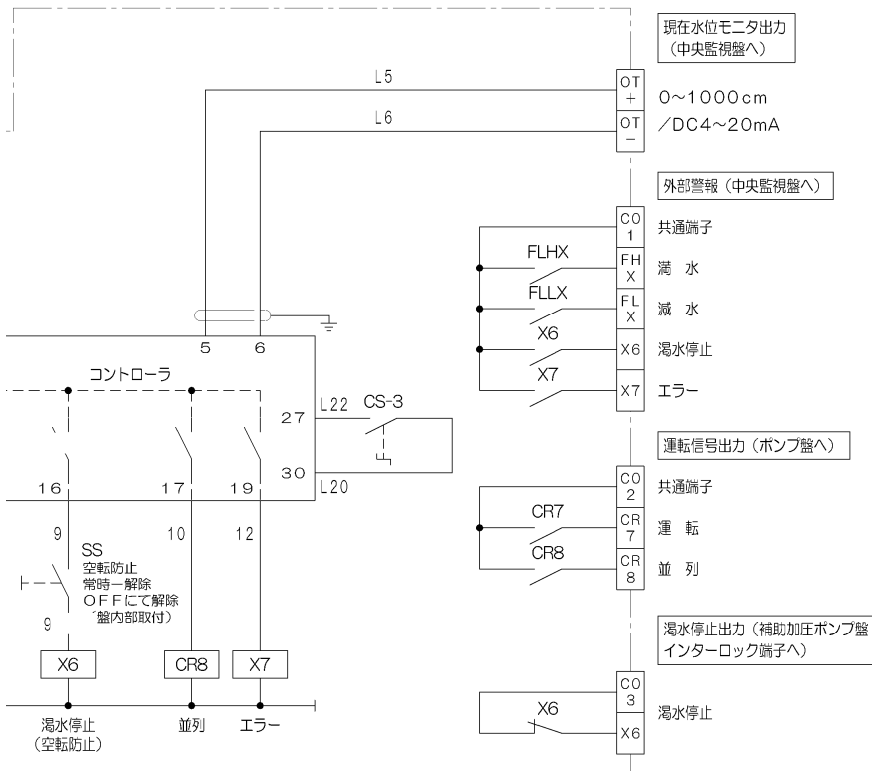 現在水位モニタ出力
（中央監視盤へ）
L5
OT
+
0～1000cm
L6
OT
−
／DC4～20mA
外部警報（中央監視盤へ）
CO
1
共通端子
FLHX
FH
X
満 水
FLLX
FL
X
減 水
X6
X6
渇水停止
X7
X7
エラー
5
6
コントローラ
27
L22
CS-3
30
L20
16
17
19
運転信号出力（ポンプ盤へ）
CO
2
共通端子
CR7
CR
7
運 転
CR8
CR
8
並 列
9
10
12
SS
空転防止
常時－解除
OFFにて解除
盤内部取付）
9
X6
CR8
X7
渇水停止
（空転防止）
並列
エラー
渇水停止出力（補助加圧ポンプ盤
インターロック端子へ）
CO
3
X6
X6
渇水停止